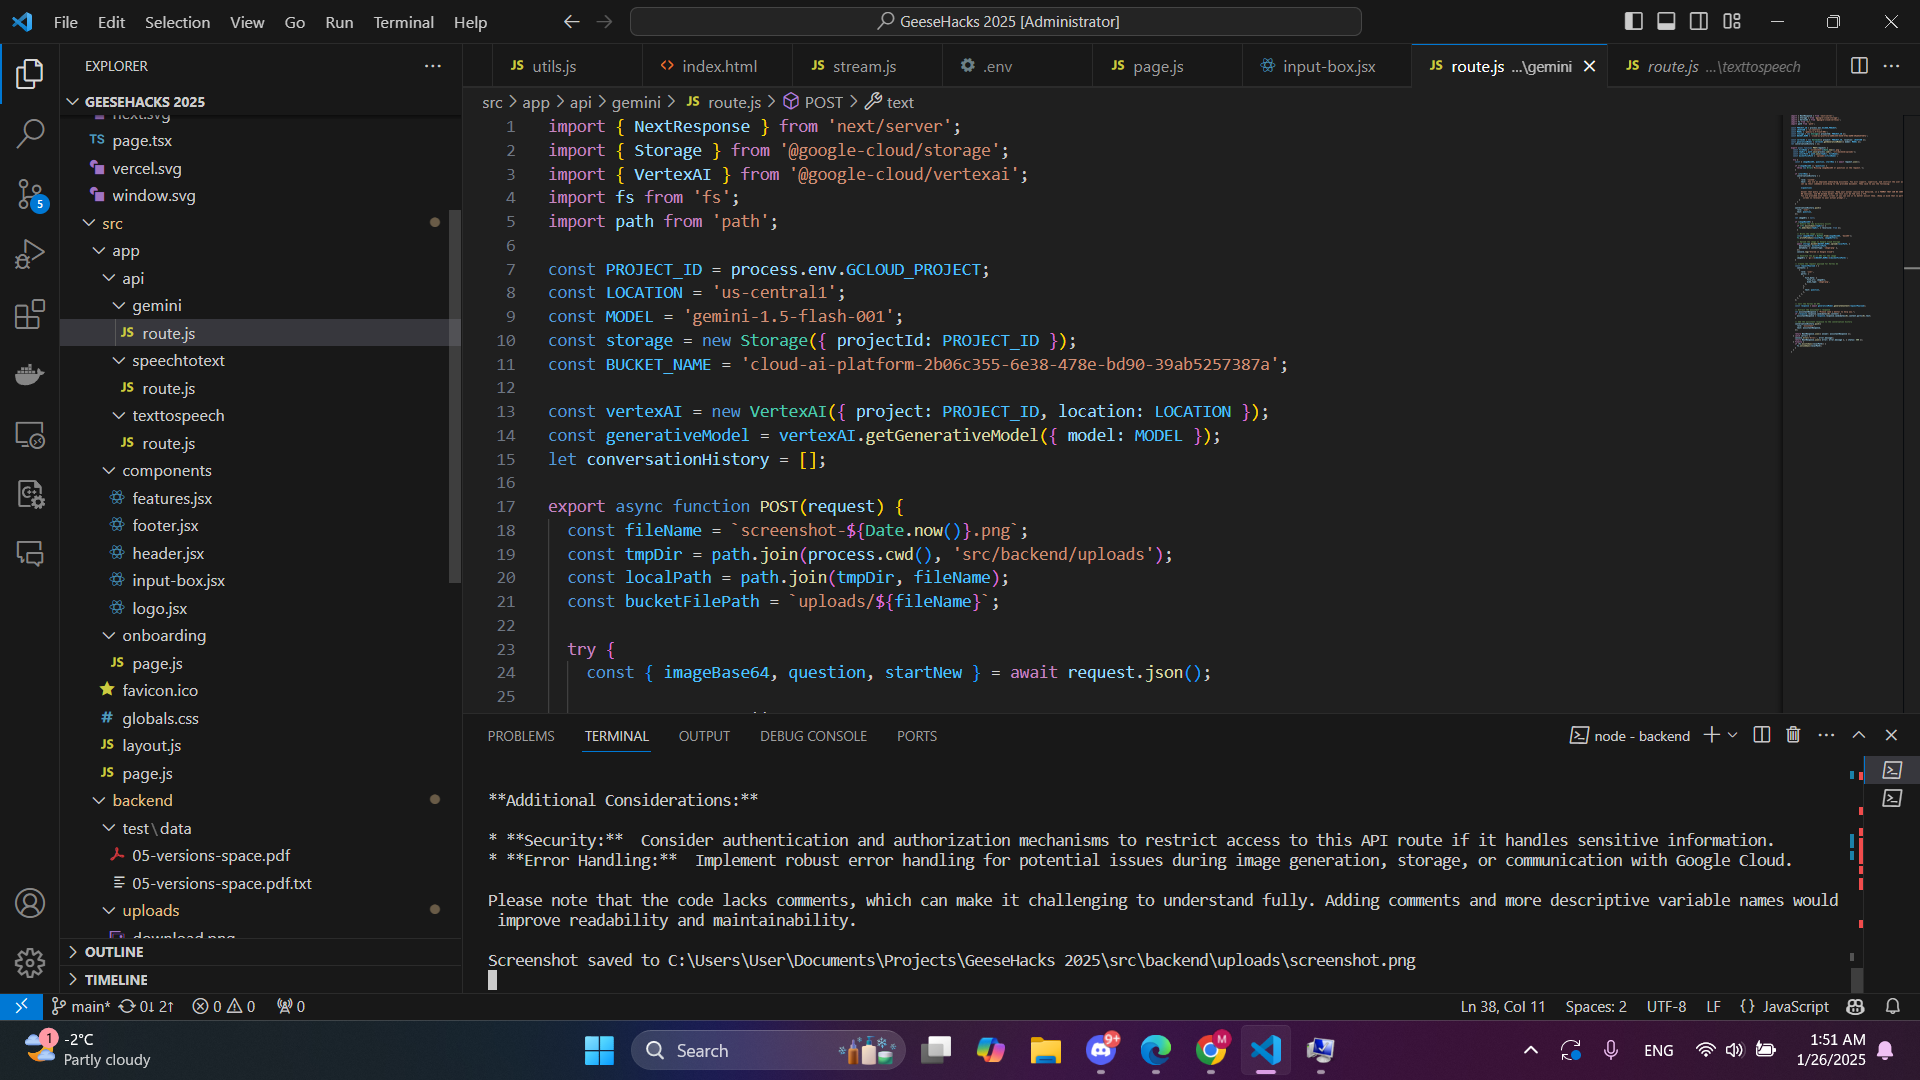 File Edit Selection View Go Run Terminal Help
GeeseHacks 2025 [Administrator]
EXPLORER
GEESEHACKS 2025
next.svg
page.tsx
vercel.svg
window.svg
src
app
api
gemini
route.js
speechtotext
route.js
texttospeech
route.js
components
features.jsx
footer.jsx
header.jsx
input-box.jsx
logo.jsx
onboarding
page.js
favicon.ico
globals.css
layout.js
page.js
backend
test\data
05-versions-space.pdf
05-versions-space.pdf.txt
uploads
download.png
OUTLINE
TIMELINE
utils.js index.html stream.js .env page.js input-box.jsx route.js ...\gemini route.js ...\texttospeech
src > app > api > gemini > JS route.js > POST > text
1 import { NextResponse } from 'next/server';
2 import { Storage } from '@google-cloud/storage';
3 import { VertexAI } from '@google-cloud/vertexai';
4 import fs from 'fs';
5 import path from 'path';
6
7 const PROJECT_ID = process.env.GCLOUD_PROJECT;
8 const LOCATION = 'us-central1';
9 const MODEL = 'gemini-1.5-flash-001';
10 const storage = new Storage({ projectId: PROJECT_ID });
11 const BUCKET_NAME = 'cloud-ai-platform-2b06c355-6e38-478e-bd90-39ab5257387a';
12
13 const vertexAI = new VertexAI({ project: PROJECT_ID, location: LOCATION });
14 const generativeModel = vertexAI.getGenerativeModel({ model: MODEL });
15 let conversationHistory = [];
16
17 export async function POST(request) {
18 const fileName = `screenshot-${Date.now()}.png`;
19 const tmpDir = path.join(process.cwd(), 'src/backend/uploads');
20 const localPath = path.join(tmpDir, fileName);
21 const bucketFilePath = `uploads/${fileName}`;
22
23 try {
24 const { imageBase64, question, startNew } = await request.json();
25
PROBLEMS TERMINAL OUTPUT DEBUG CONSOLE PORTS
node - backend
**Additional Considerations:**
* **Security:** Consider authentication and authorization mechanisms to restrict access to this API route if it handles sensitive information.
* **Error Handling:** Implement robust error handling for potential issues during image generation, storage, or communication with Google Cloud.
Please note that the code lacks comments, which can make it challenging to understand fully. Adding comments and more descriptive variable names would
improve readability and maintainability.
Screenshot saved to C:\Users\User\Documents\Projects\GeeseHacks 2025\src\backend\uploads\screenshot.png
main* 0↓ 2↑ 0 0 0
Ln 38, Col 11 Spaces: 2 UTF-8 LF {} JavaScript
5
1
-2°C
Partly cloudy
Search
9+
M
ENG
1:51 AM
1/26/2025